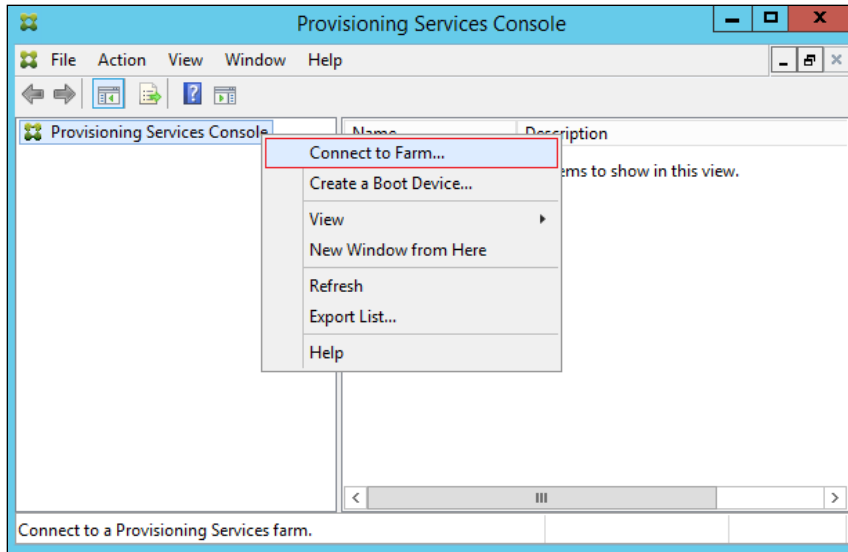 Provisioning Services Console
File Action View Window Help
Provisioning Services Console
Name Description
Connect to Farm...
ems to show in this view.
Create a Boot Device...
View
New Window from Here
Refresh
Export List...
Help
Connect to a Provisioning Services farm.